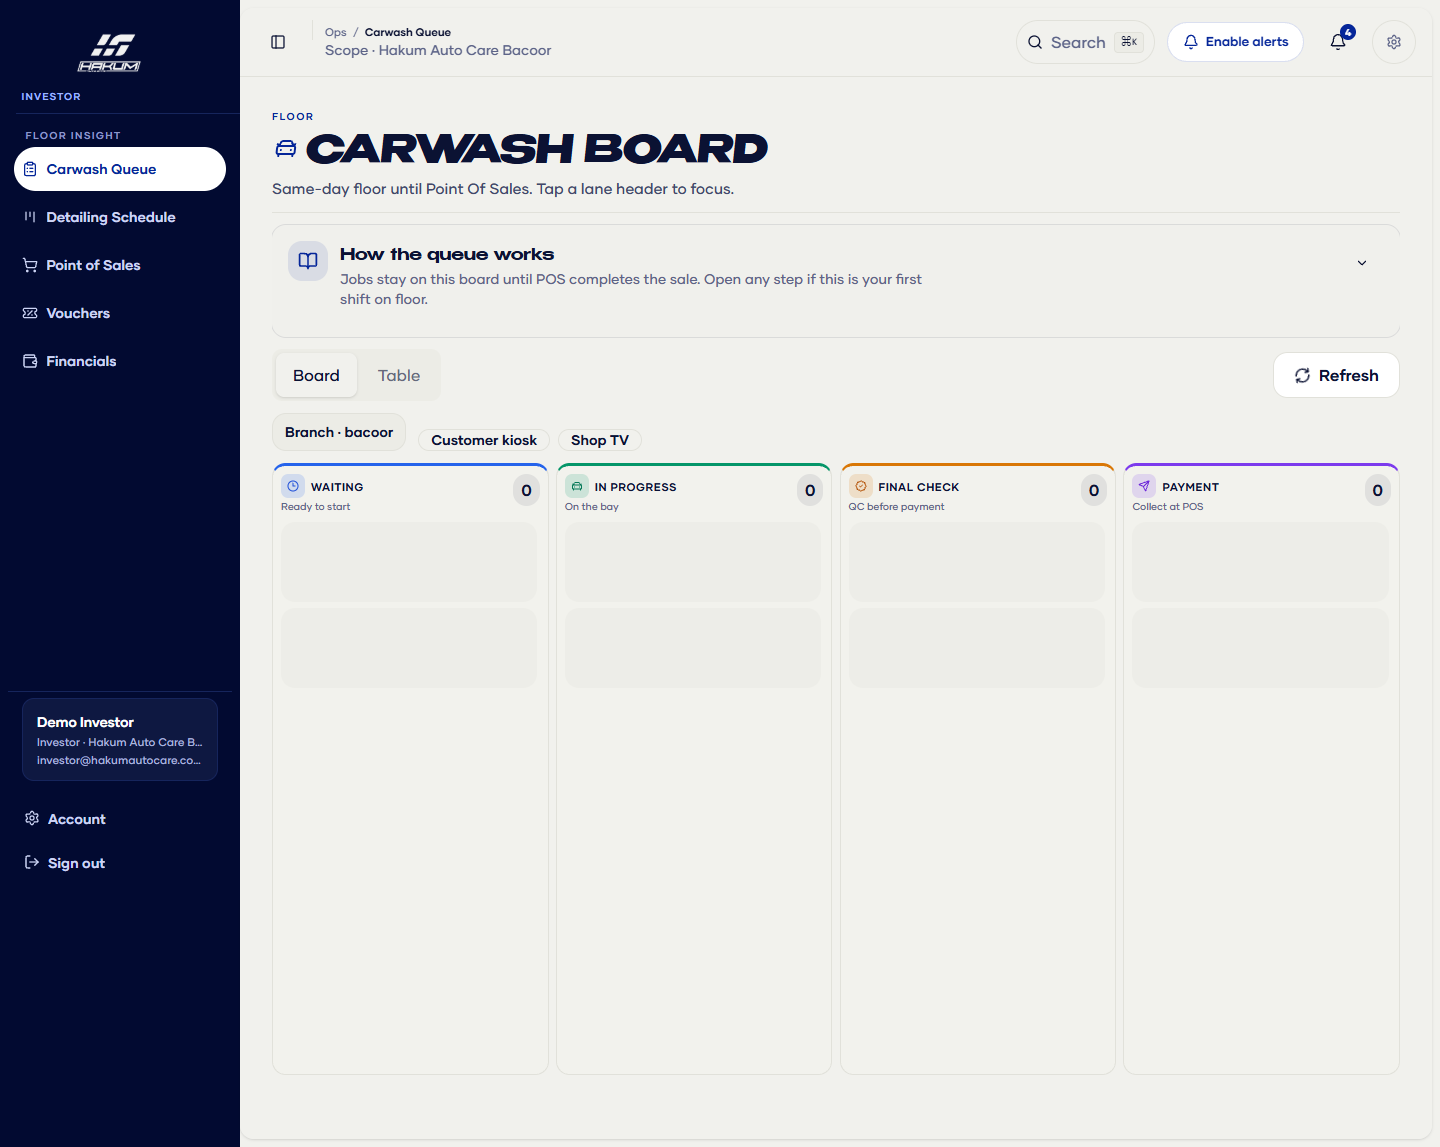 HAKUM
INVESTOR
FLOOR INSIGHT
Carwash Queue
Detailing Schedule
Point of Sales
Vouchers
Financials
Demo Investor
Investor · Hakum Auto Care B...
investor@hakumautocare.co...
Account
Sign out
Ops / Carwash Queue
Scope · Hakum Auto Care Bacoor
Search ⌘K
Enable alerts
4
FLOOR
CARWASH BOARD
Same-day floor until Point Of Sales. Tap a lane header to focus.
How the queue works
Jobs stay on this board until POS completes the sale. Open any step if this is your first
shift on floor.
Board
Table
Refresh
Branch · bacoor
Customer kiosk
Shop TV
WAITING 0
Ready to start
IN PROGRESS 0
On the bay
FINAL CHECK 0
QC before payment
PAYMENT 0
Collect at POS